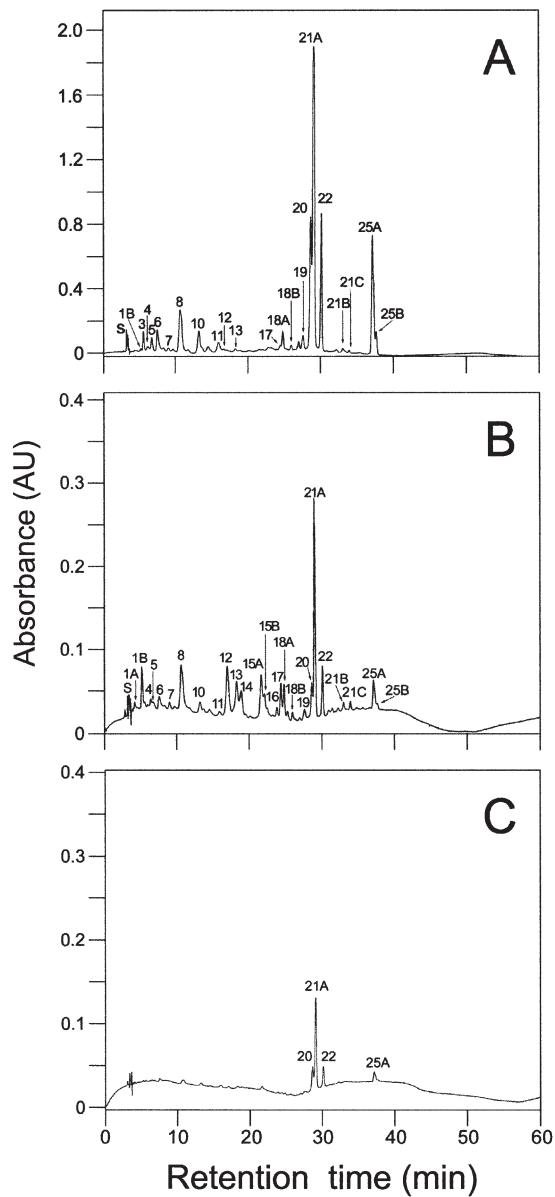 Absorbance (AU)
A
2.0
1.6
1.2
0.8
0.4
0
S
1B
3
4
5
6
7
8
10
11
12
13
17
18A
18B
19
20
21A
22
21B
21C
25A
25B
B
0.4
0.3
0.2
0.1
0
S
1A
1B
4
5
6
7
8
10
11
12
13
14
15A
15B
16
17
18A
18B
19
20
21A
22
21B
21C
25A
25B
C
0.4
0.3
0.2
0.1
0
20
21A
22
25A
0 10 20 30 40 50 60
Retention time (min)